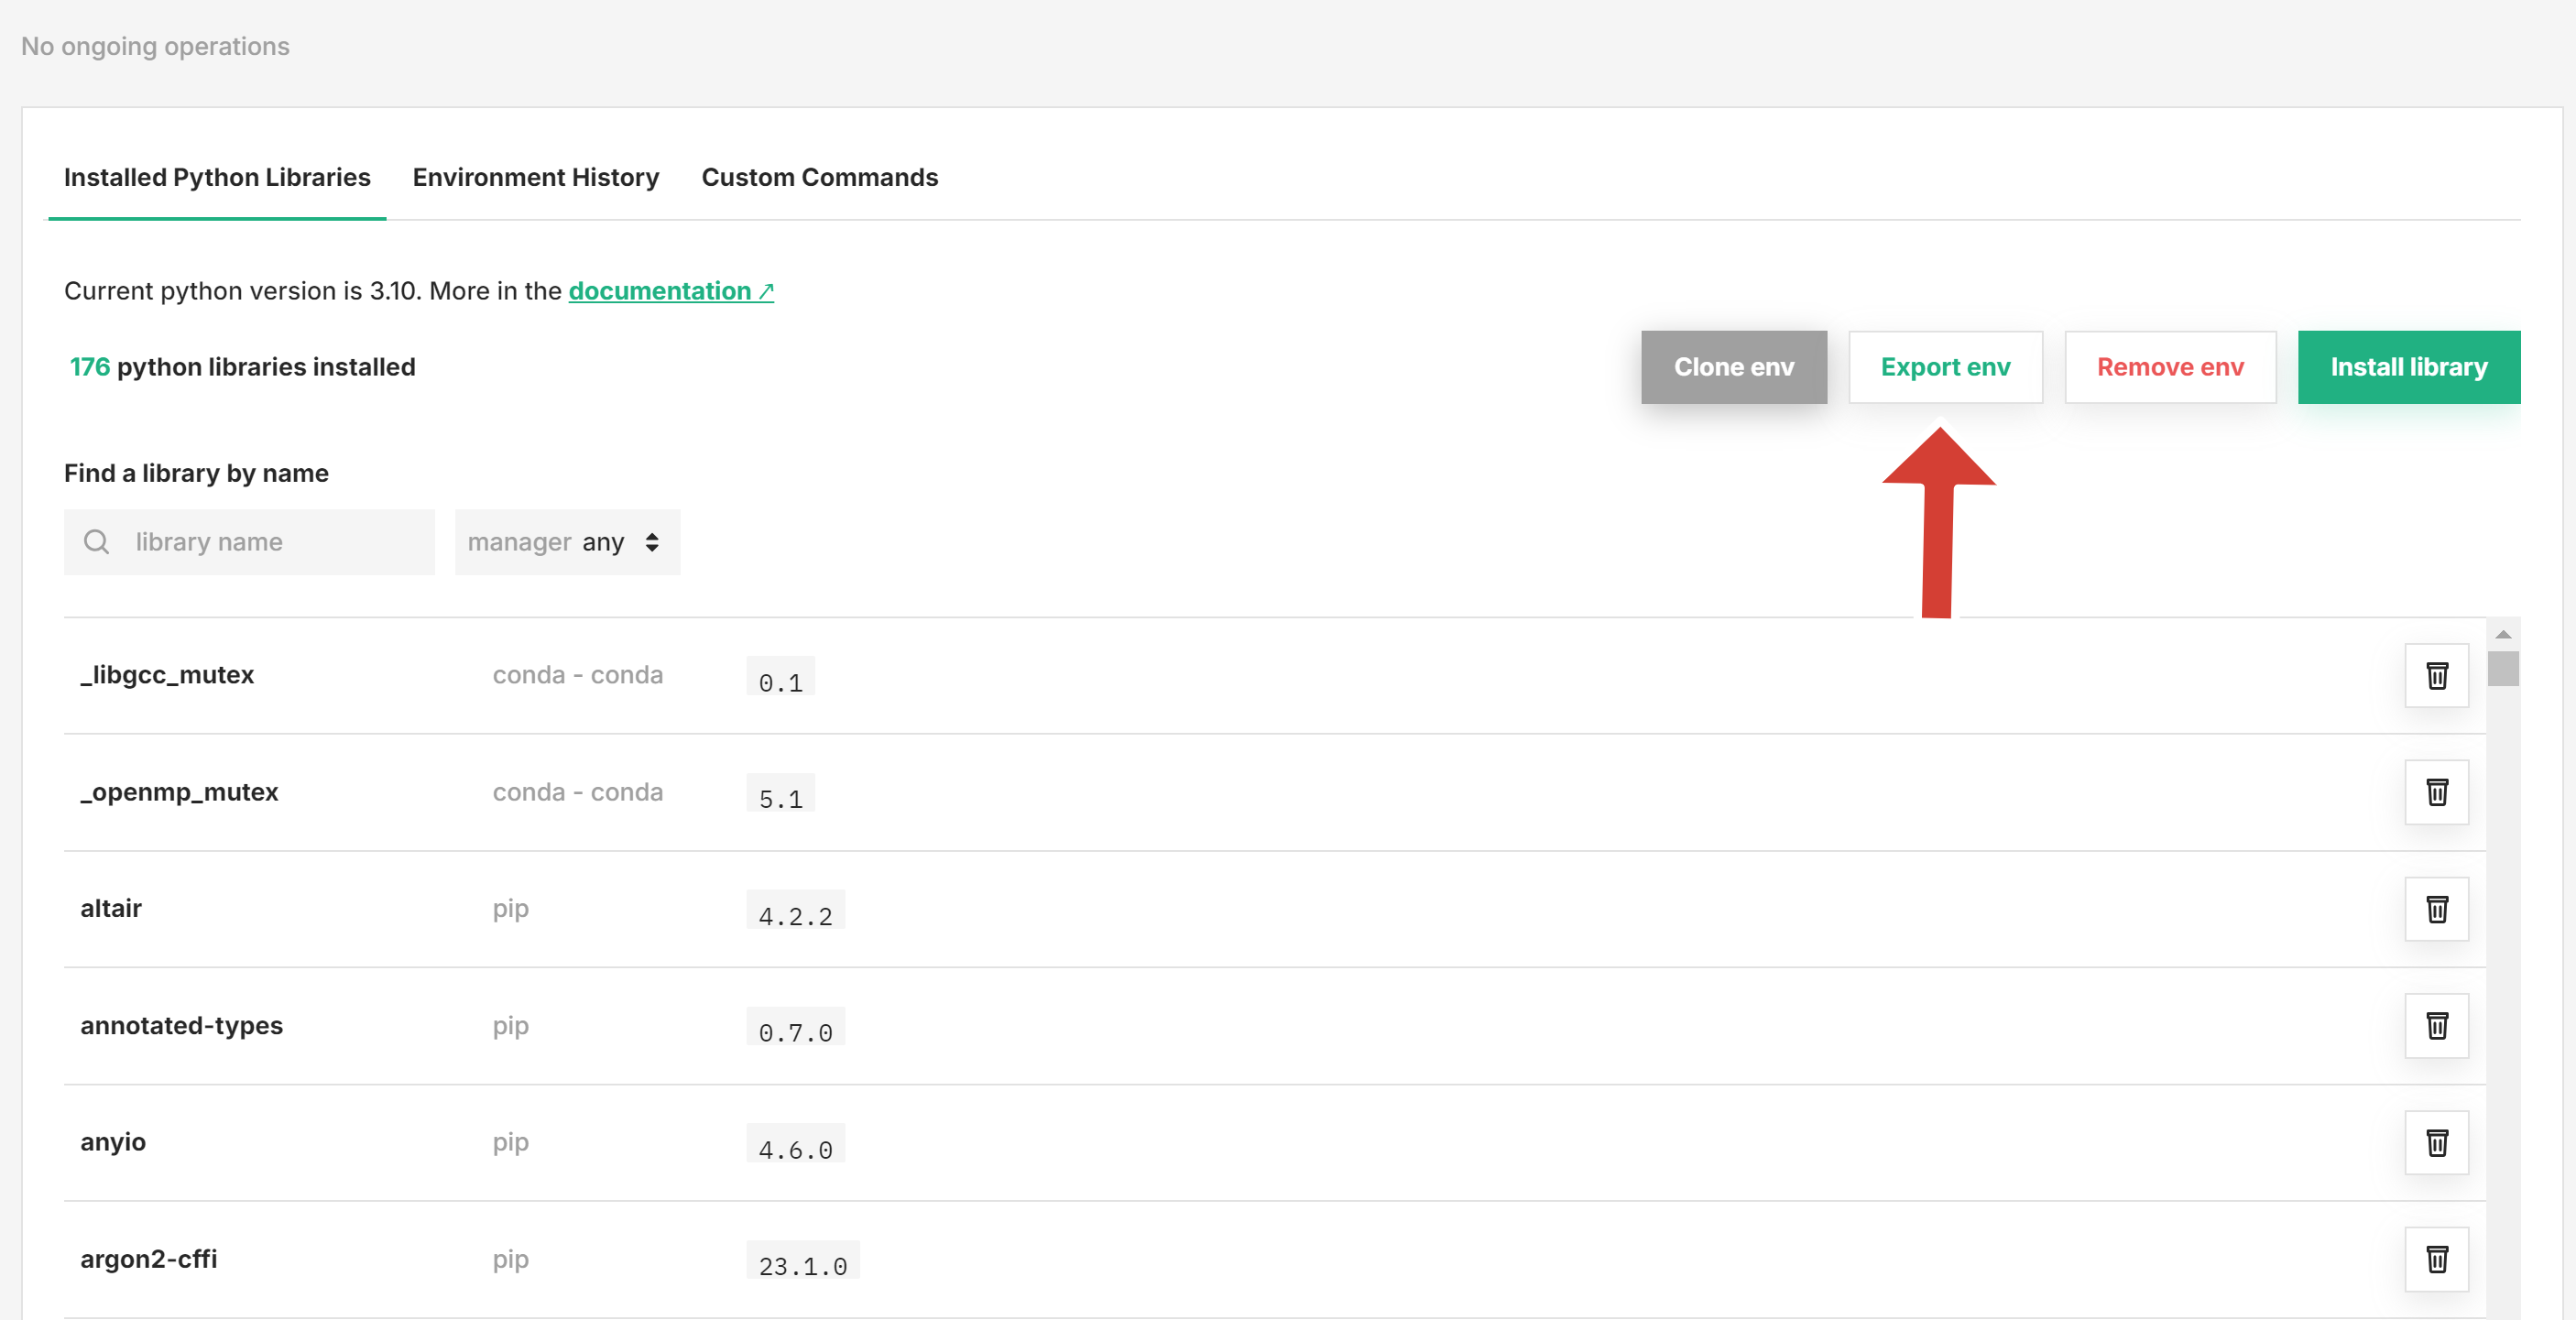 No ongoing operations
Installed Python Libraries Environment History Custom Commands
Current python version is 3.10. More in the documentation ↗
176 python libraries installed
Clone env Export env Remove env Install library
Find a library by name
library name manager any
_libgcc_mutex conda - conda 0.1
_openmp_mutex conda - conda 5.1
altair pip 4.2.2
annotated-types pip 0.7.0
anyio pip 4.6.0
argon2-cffi pip 23.1.0